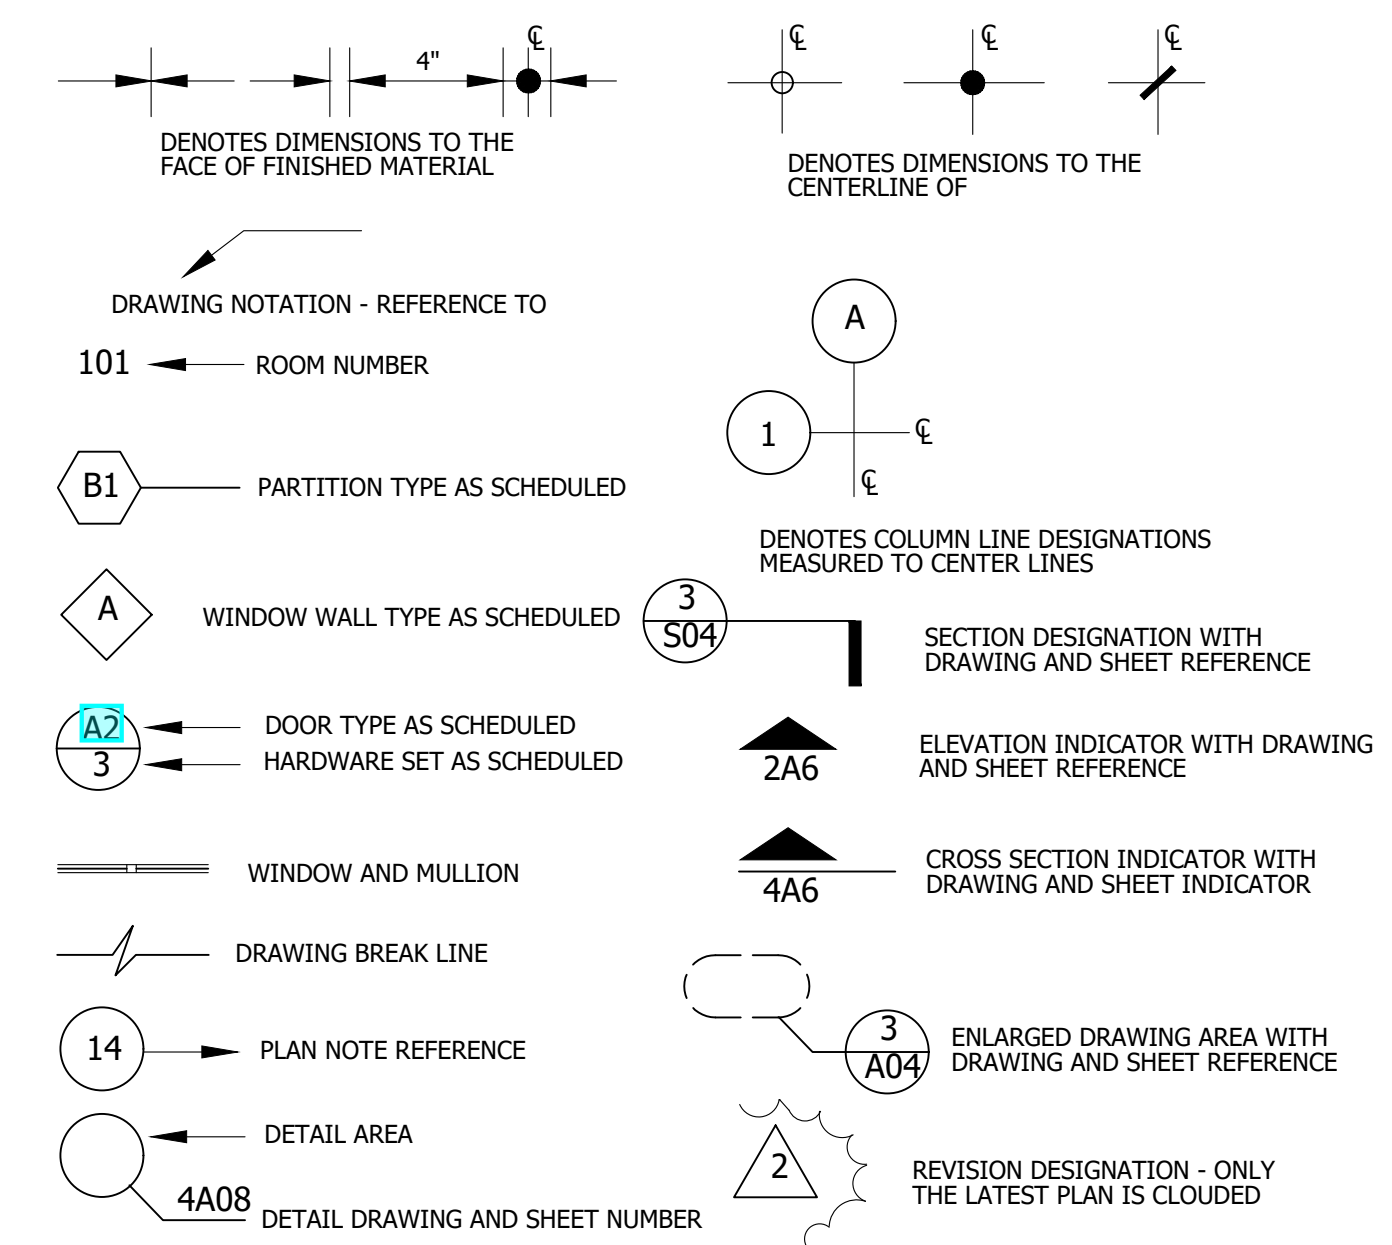 4"
℄
DENOTES DIMENSIONS TO THE
FACE OF FINISHED MATERIAL
℄
℄
℄
DENOTES DIMENSIONS TO THE
CENTERLINE OF
DRAWING NOTATION - REFERENCE TO
101
ROOM NUMBER
A
1
℄
℄
DENOTES COLUMN LINE DESIGNATIONS
MEASURED TO CENTER LINES
B1
PARTITION TYPE AS SCHEDULED
A
WINDOW WALL TYPE AS SCHEDULED
3
S04
SECTION DESIGNATION WITH
DRAWING AND SHEET REFERENCE
A2
DOOR TYPE AS SCHEDULED
3
HARDWARE SET AS SCHEDULED
2A6
ELEVATION INDICATOR WITH DRAWING
AND SHEET REFERENCE
WINDOW AND MULLION
4A6
CROSS SECTION INDICATOR WITH
DRAWING AND SHEET INDICATOR
DRAWING BREAK LINE
14
PLAN NOTE REFERENCE
3
A04
ENLARGED DRAWING AREA WITH
DRAWING AND SHEET REFERENCE
DETAIL AREA
4A08
DETAIL DRAWING AND SHEET NUMBER
2
REVISION DESIGNATION - ONLY
THE LATEST PLAN IS CLOUDED